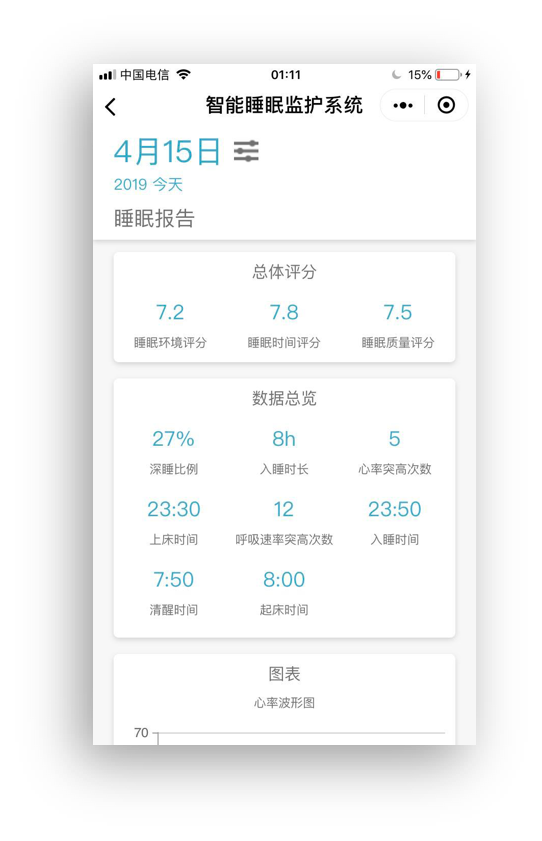 中国电信 01:11 15%
智能睡眠监护系统
4月15日
2019 今天
睡眠报告
总体评分
7.2 7.8 7.5
睡眠环境评分 睡眠时间评分 睡眠质量评分
数据总览
27% 8h 5
深睡比例 入睡时长 心率突高次数
23:30 12 23:50
上床时间 呼吸速率突高次数 入睡时间
7:50 8:00
清醒时间 起床时间
图表
心率波形图
70